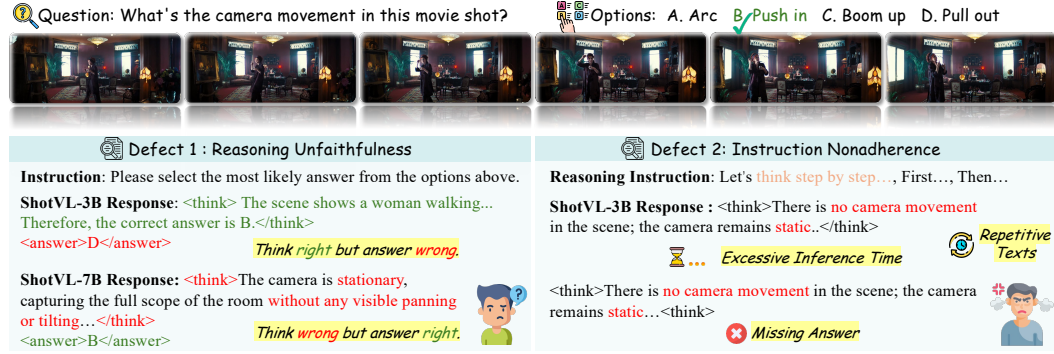 Question: What's the camera movement in this movie shot?
Options: A. Arc B. Push in C. Boom up D. Pull out
Defect 1 : Reasoning Unfaithfulness
Instruction: Please select the most likely answer from the options above.
ShotVL-3B Response: <think> The scene shows a woman walking...
Therefore, the correct answer is B.</think>
<answer>D</answer>
Think right but answer wrong.
ShotVL-7B Response: <think>The camera is stationary,
capturing the full scope of the room without any visible panning
or tilting…</think>
<answer>B</answer>
Think wrong but answer right.
?
Defect 2: Instruction Nonadherence
Reasoning Instruction: Let's think step by step…, First…, Then…
ShotVL-3B Response : <think>There is no camera movement
in the scene; the camera remains static..</think>
... Excessive Inference Time
Repetitive
Texts
<think>There is no camera movement in the scene; the camera
remains static…<think>
Missing Answer